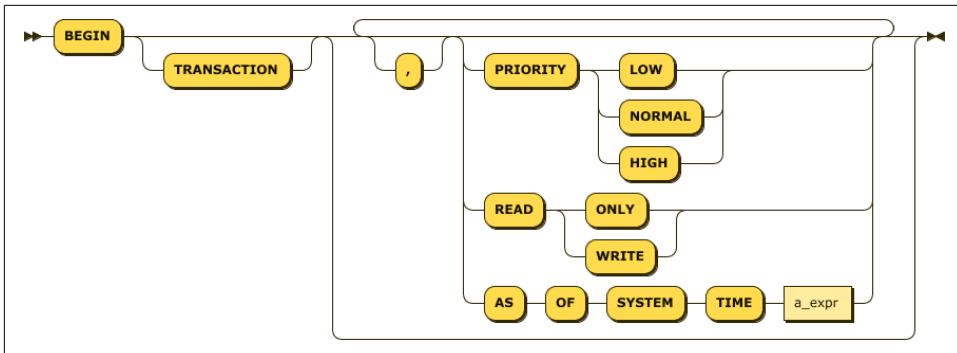 BEGIN
TRANSACTION
,
PRIORITY LOW
NORMAL
HIGH
READ ONLY
WRITE
AS OF SYSTEM TIME a_expr